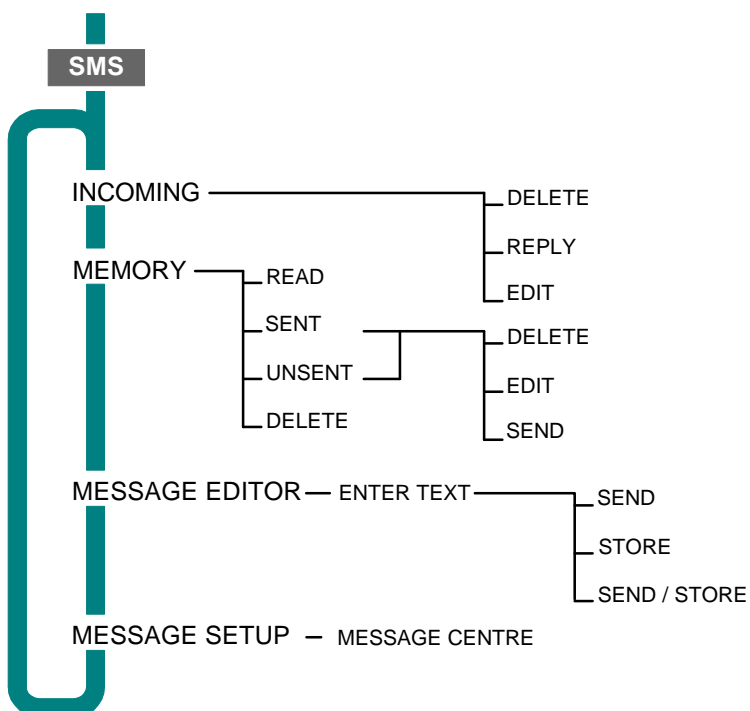 SMS
INCOMING
DELETE
REPLY
EDIT
MEMORY
READ
SENT
UNSENT
DELETE
DELETE
EDIT
SEND
MESSAGE EDITOR
ENTER TEXT
SEND
STORE
SEND / STORE
MESSAGE SETUP
MESSAGE CENTRE